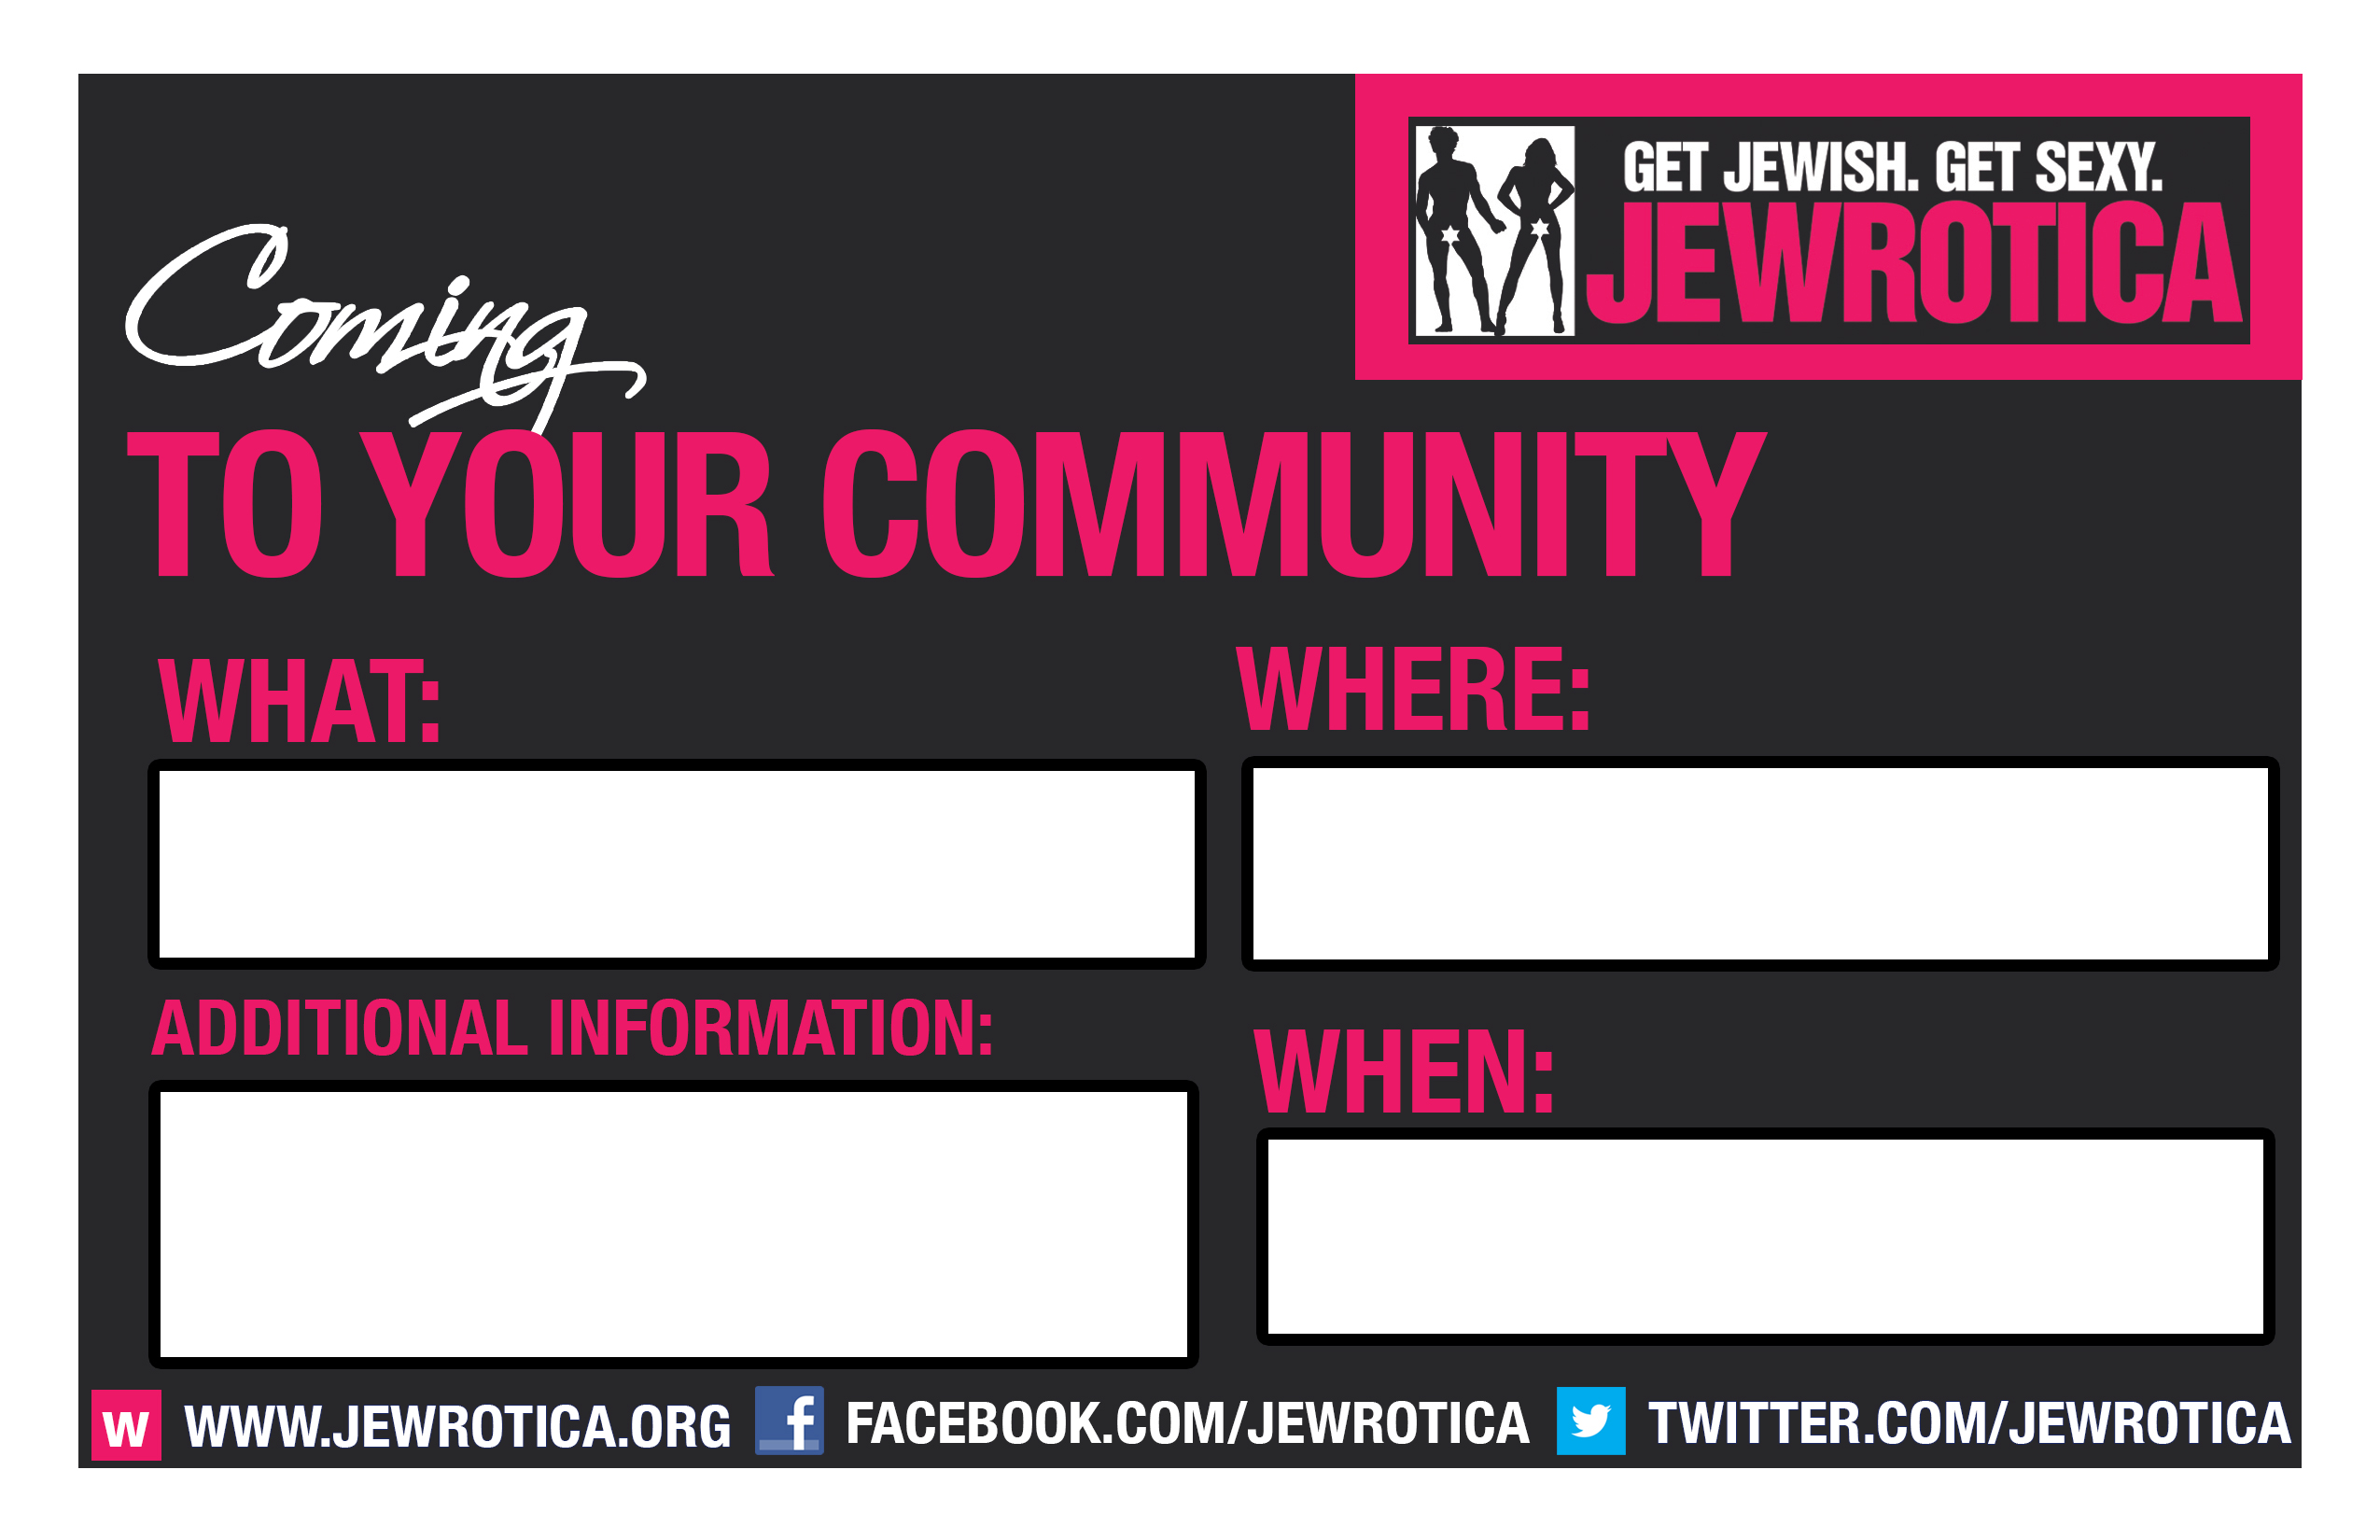 GET JEWISH. GET SEXY.
JEWROTICA
Coming
TO YOUR COMMUNITY
WHAT:
WHERE:
ADDITIONAL INFORMATION:
WHEN:
w WWW.JEWROTICA.ORG f FACEBOOK.COM/JEWROTICA TWITTER.COM/JEWROTICA